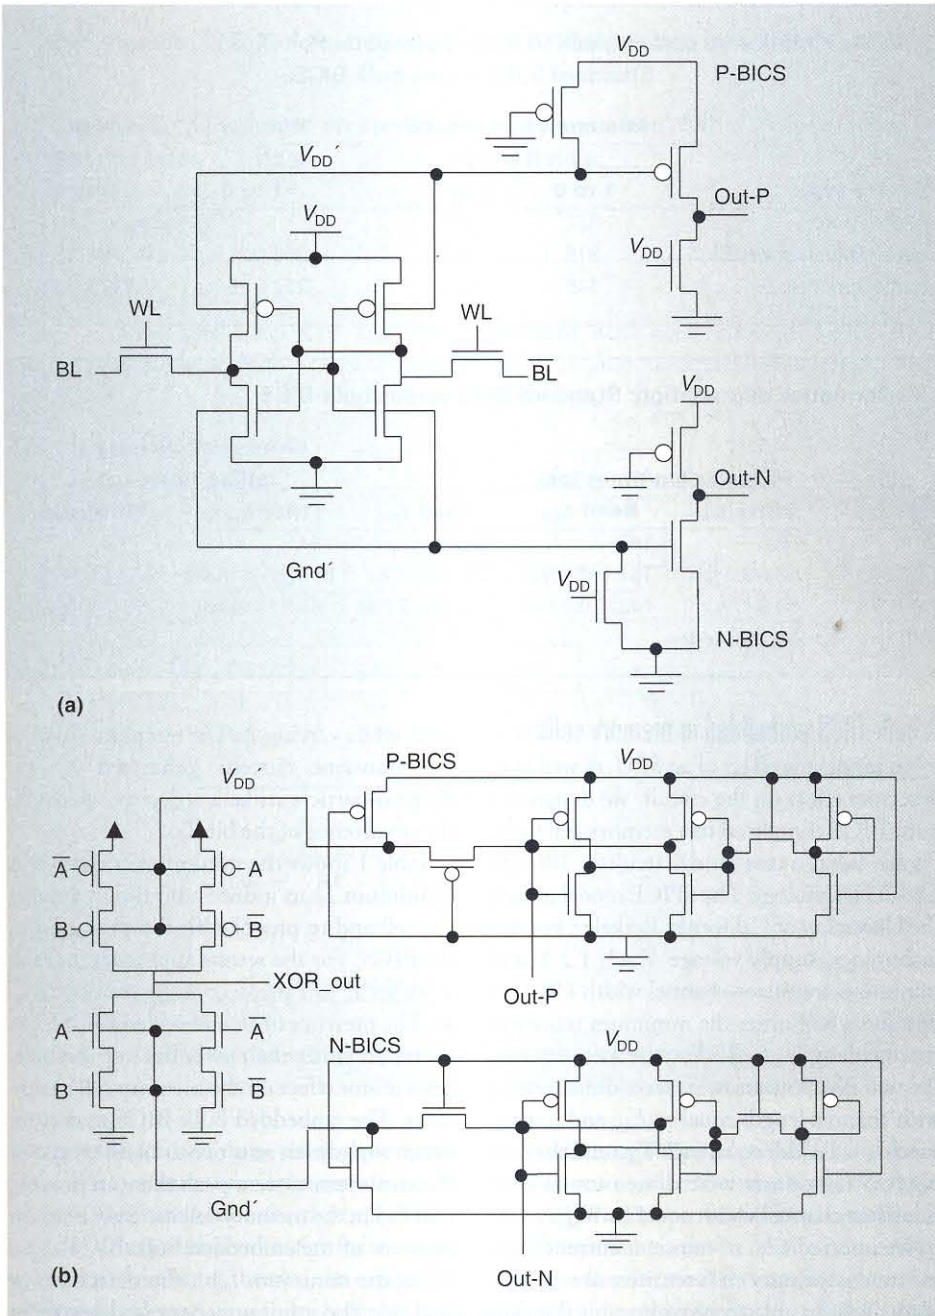 V_DD
P-BICS
V_DD´
Out-P
V_DD
V_DD
WL
WL
BL
BL
V_DD
Out-N
Gnd´
V_DD
N-BICS
(a)
P-BICS
V_DD
V_DD´
A̅
A
B
B̅
XOR_out
Out-P
A
A̅
N-BICS
V_DD
B
B̅
Gnd´
Out-N
(b)